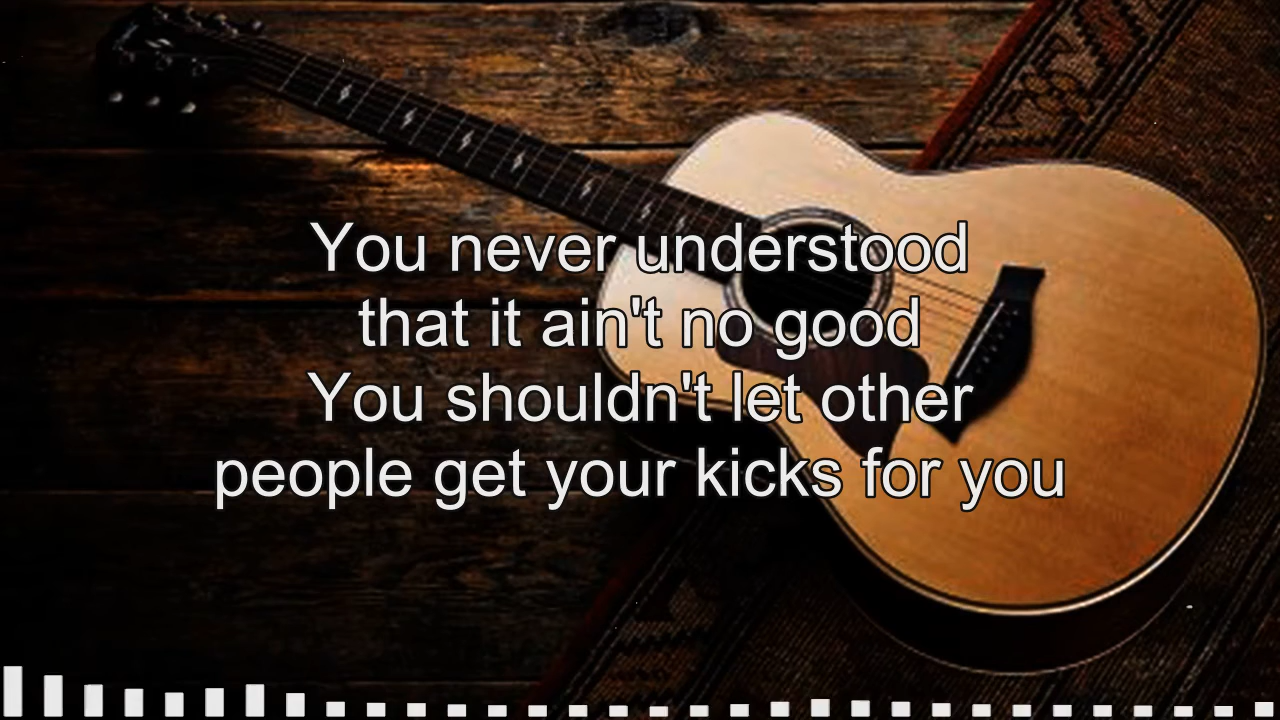 You never understood
that it ain't no good
You shouldn't let other
people get your kicks for you